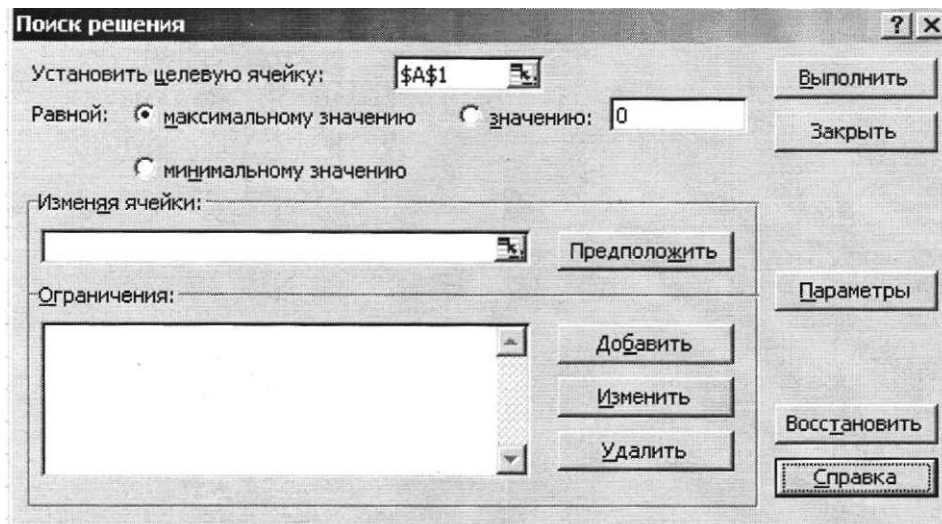 Поиск решения ? ×
Установить целевую ячейку: $A$1 Выполнить
Равной: максимальному значению значению: 0 Закрыть
минимальному значению
Изменяя ячейки:
Предположить
Ограничения: Параметры
Добавить
Изменить
Восстановить
Удалить
Справка